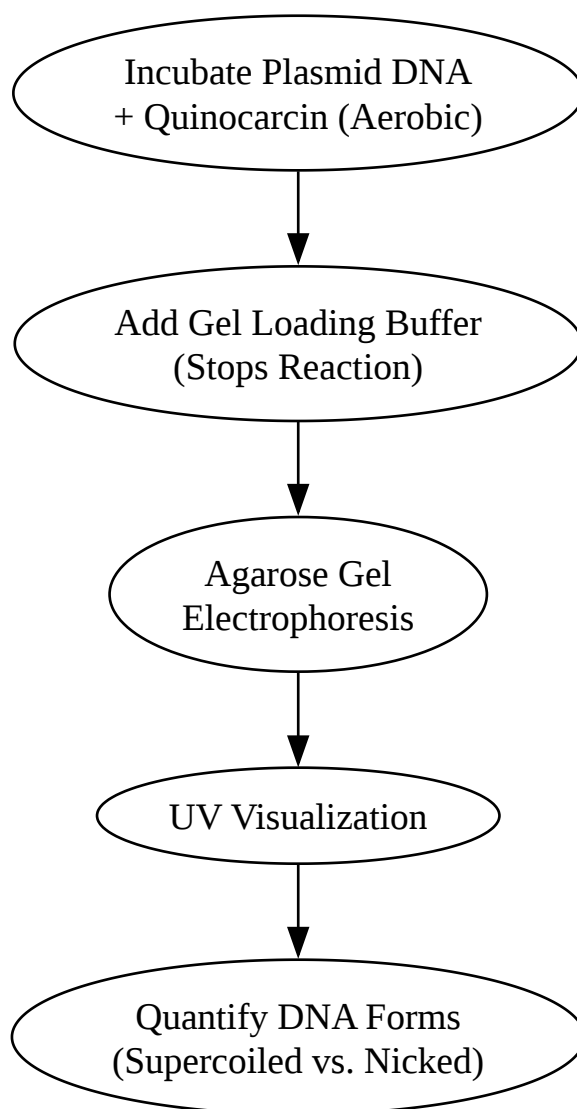 Incubate Plasmid DNA
+ Quinocarcin (Aerobic)
Add Gel Loading Buffer
(Stops Reaction)
Agarose Gel
Electrophoresis
UV Visualization
Quantify DNA Forms
(Supercoiled vs. Nicked)